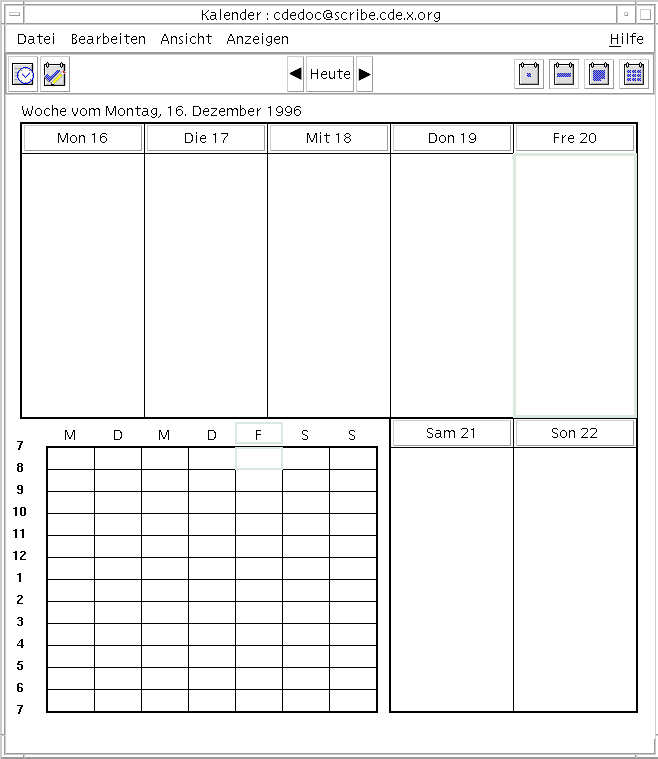 Kalender : cdedoc@scribe.cde.x.org
Datei Bearbeiten Ansicht Anzeigen Hilfe
Heute
Woche vom Montag, 16. Dezember 1996
Mon 16 Die 17 Mit 18 Don 19 Fre 20
M D M D F S S
Sam 21 Son 22
7
8
9
10
11
12
1
2
3
4
5
6
7